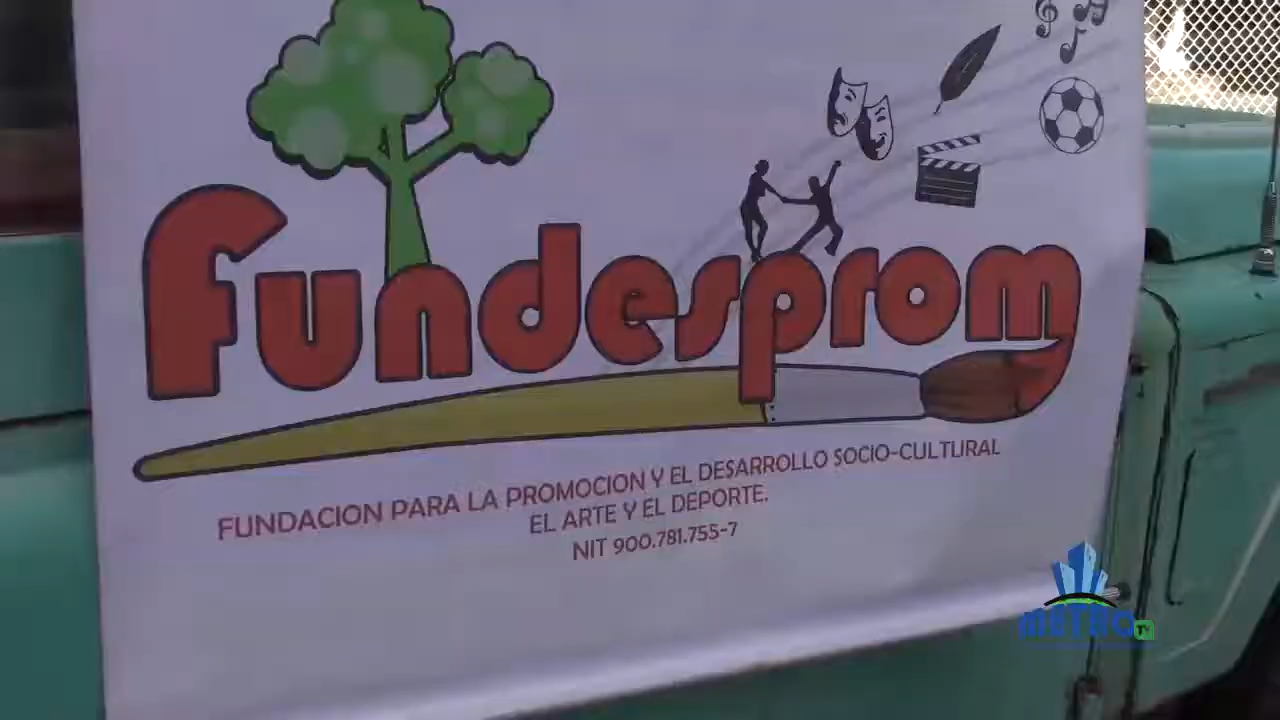 Fundesprom
FUNDACION PARA LA PROMOCION Y EL DESARROLLO SOCIO-CULTURAL
EL ARTE Y EL DEPORTE.
NIT 900.781.755-7
METRO TV